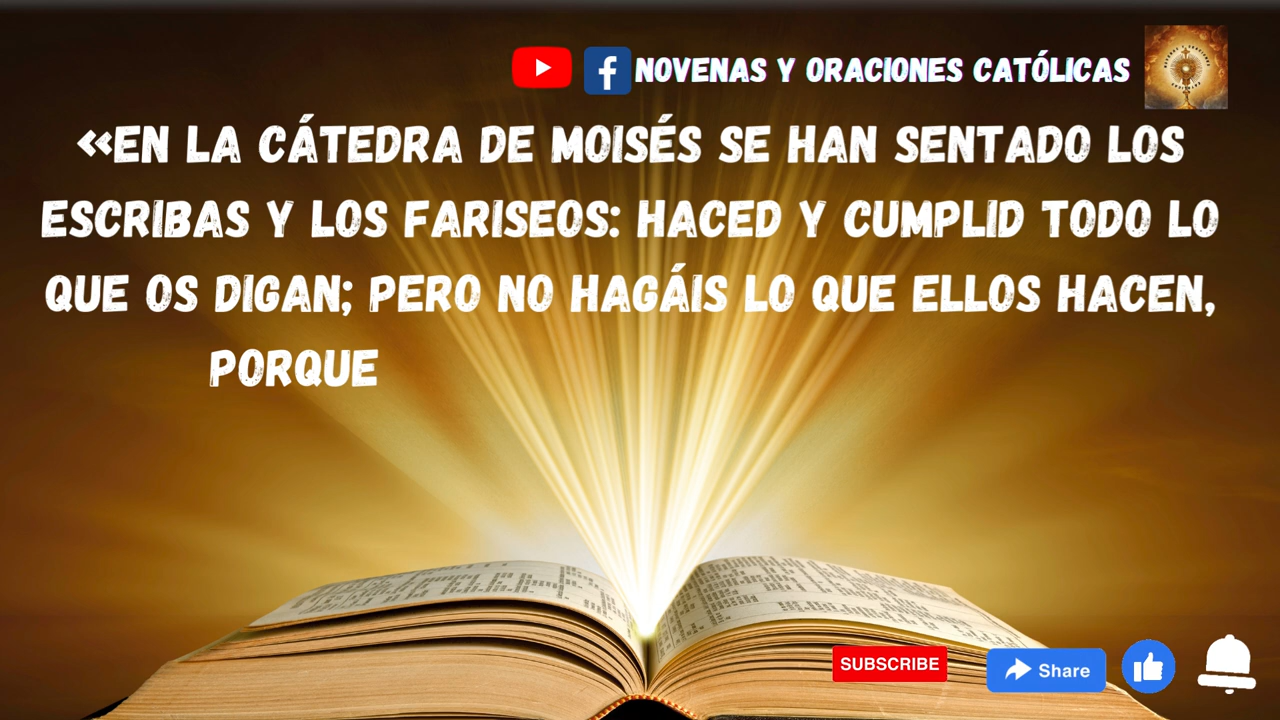 NOVENAS Y ORACIONES CATÓLICAS
«EN LA CÁTEDRA DE MOISÉS SE HAN SENTADO LOS
ESCRIBAS Y LOS FARISEOS: HACED Y CUMPLID TODO LO
QUE OS DIGAN; PERO NO HAGÁIS LO QUE ELLOS HACEN,
PORQUE
SUBSCRIBE
Share